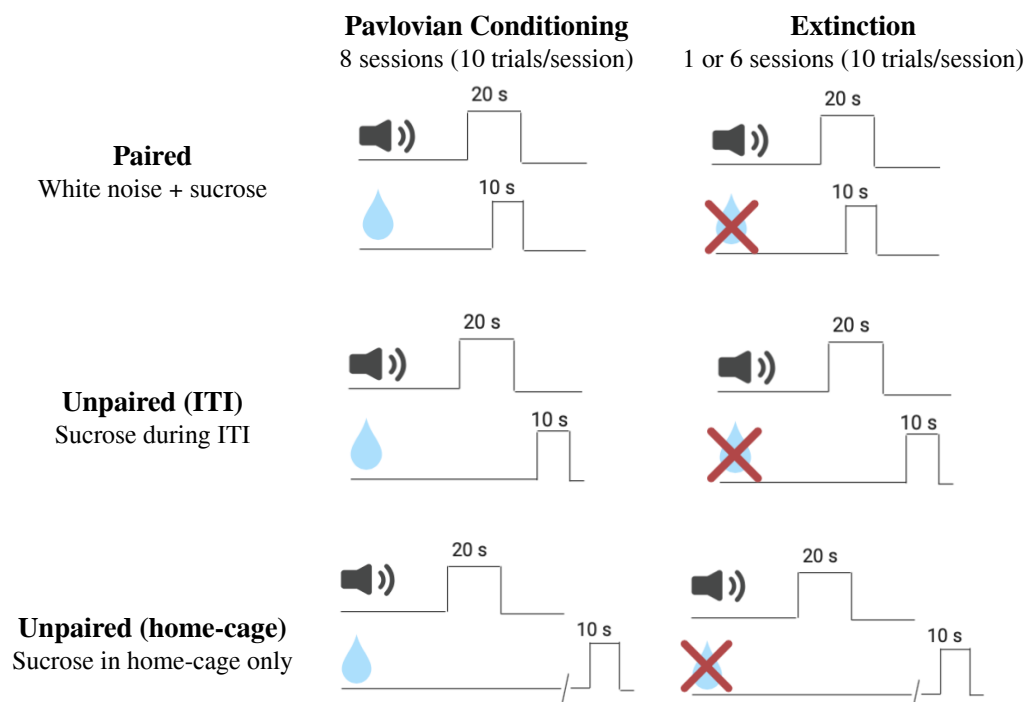 Pavlovian Conditioning
8 sessions (10 trials/session)
Extinction
1 or 6 sessions (10 trials/session)
Paired
White noise + sucrose
20 s
10 s
20 s
10 s
Unpaired (ITI)
Sucrose during ITI
20 s
10 s
20 s
10 s
Unpaired (home-cage)
Sucrose in home-cage only
20 s
10 s
20 s
10 s